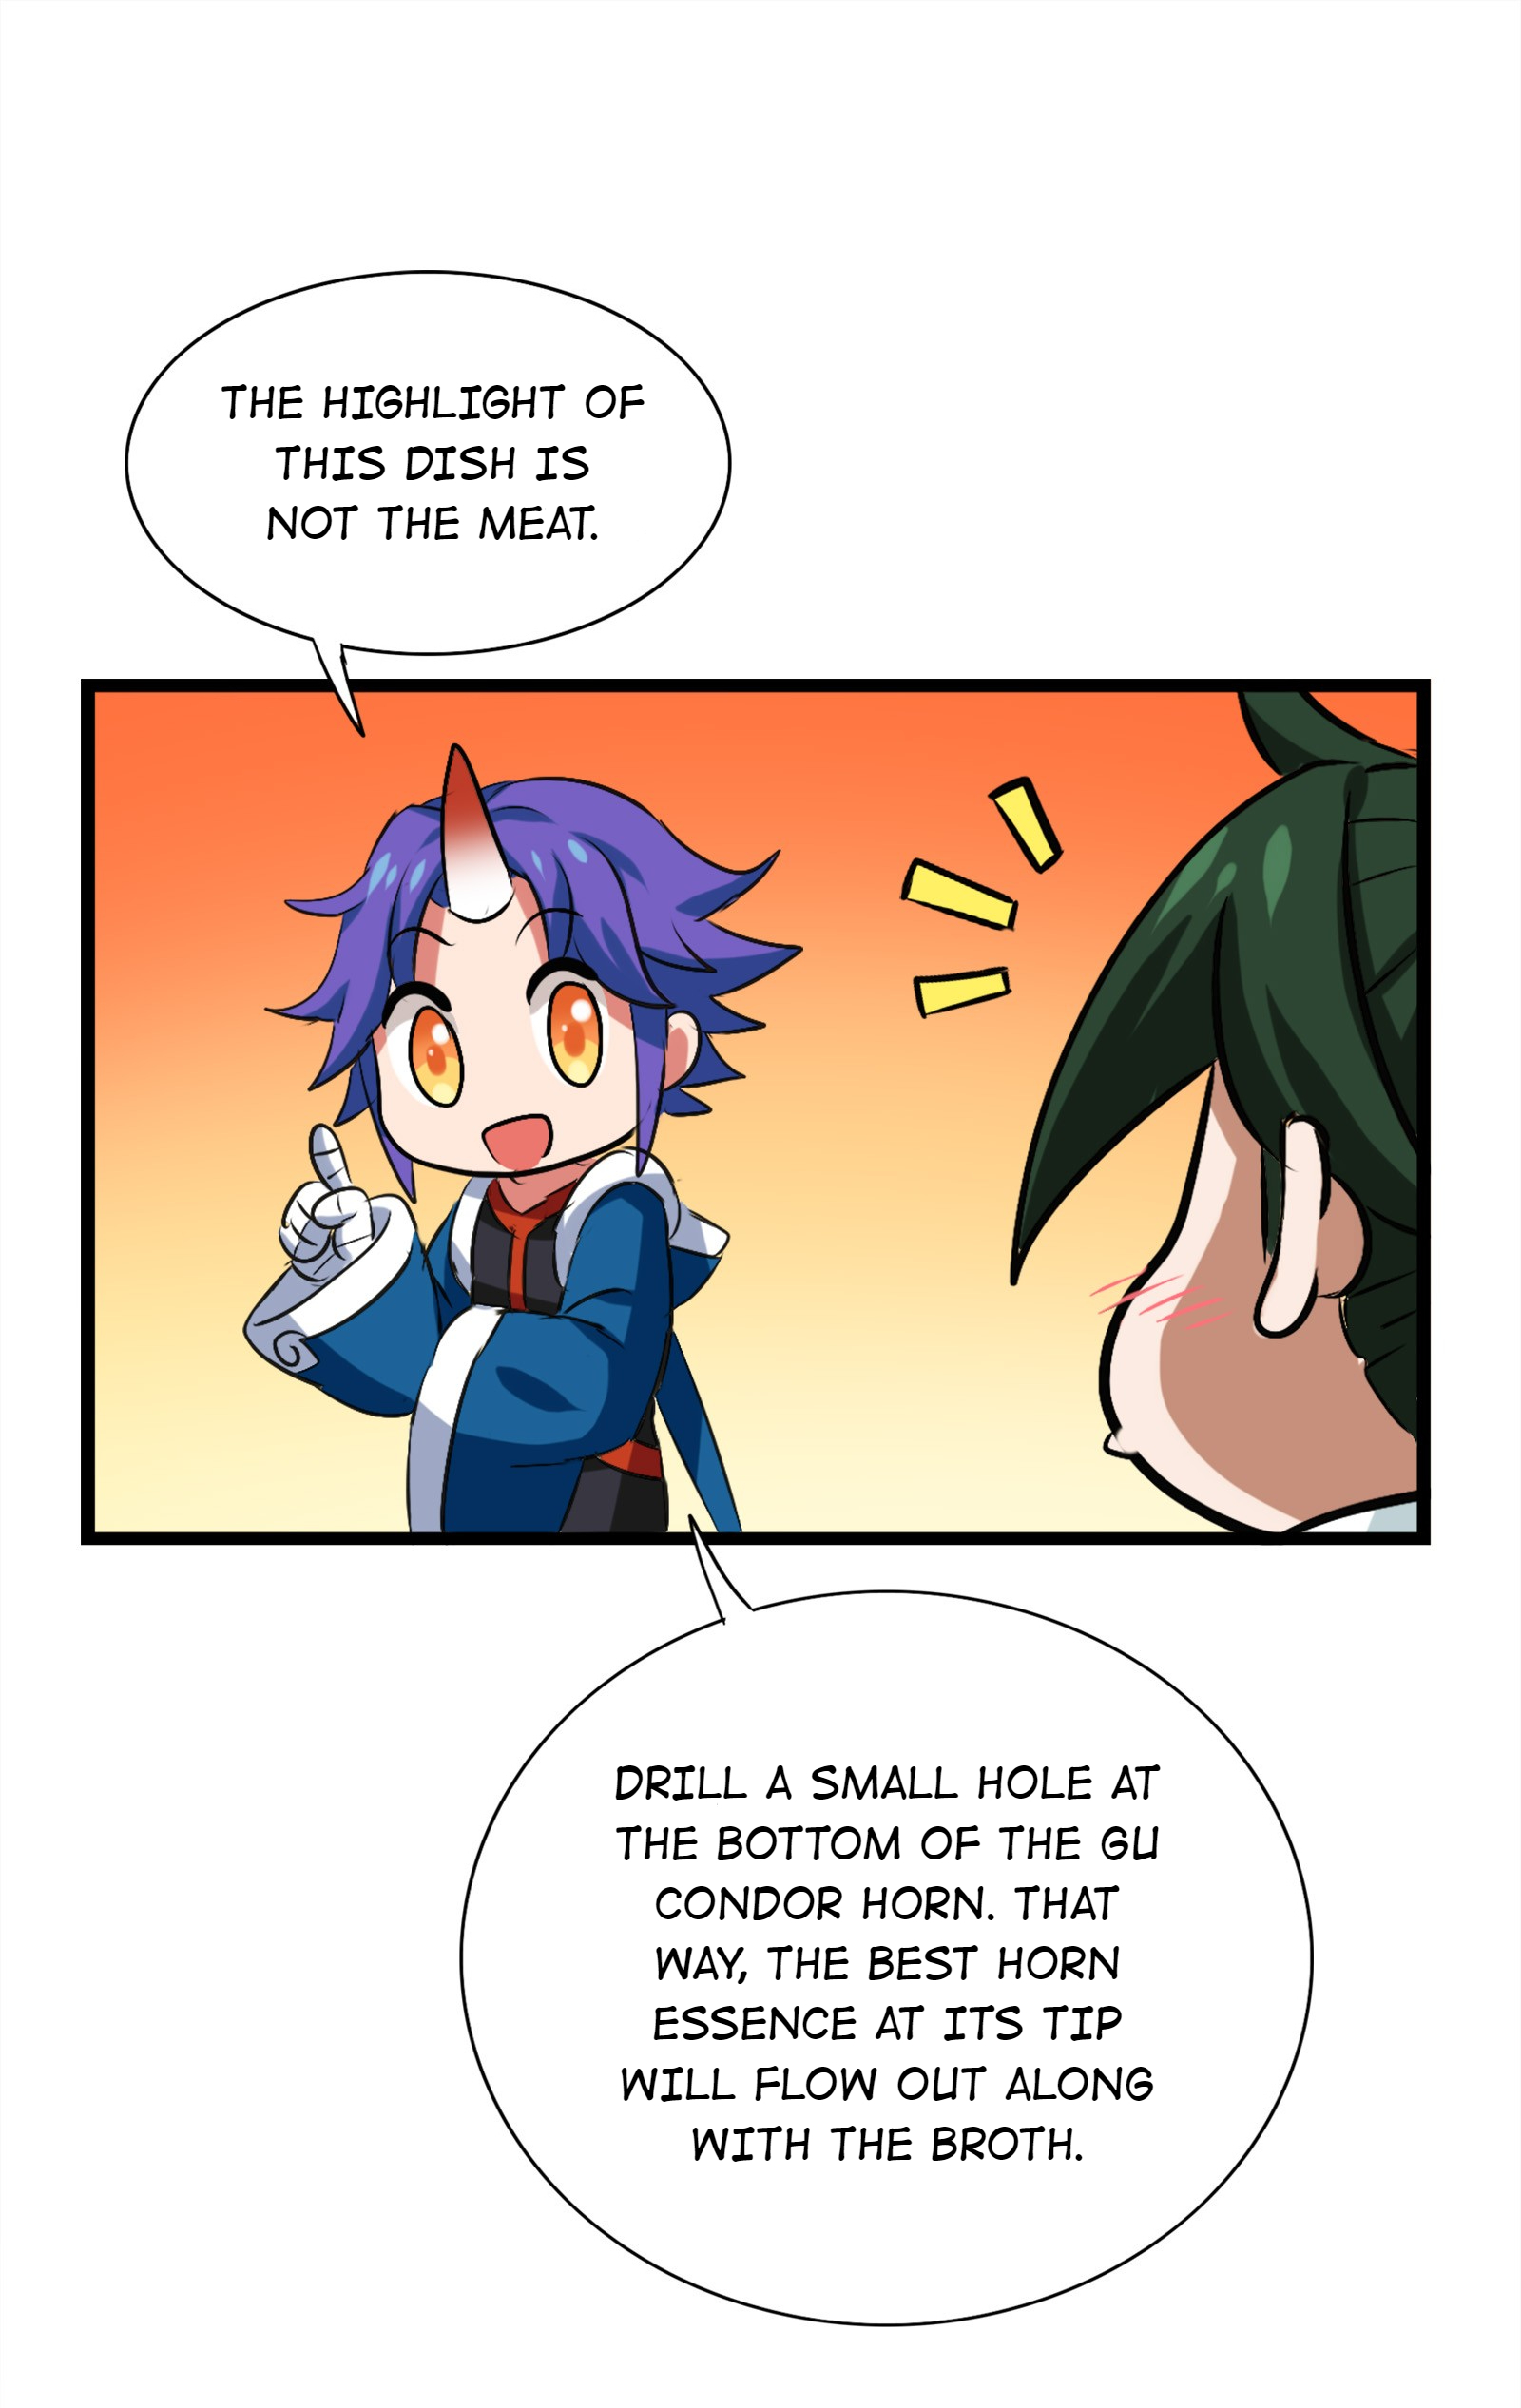 THE HIGHLIGHT OF
THIS DISH IS
NOT THE MEAT.
DRILL A SMALL HOLE AT
THE BOTTOM OF THE GU
CONDOR HORN. THAT
WAY, THE BEST HORN
ESSENCE AT ITS TIP
WILL FLOW OUT ALONG
WITH THE BROTH.